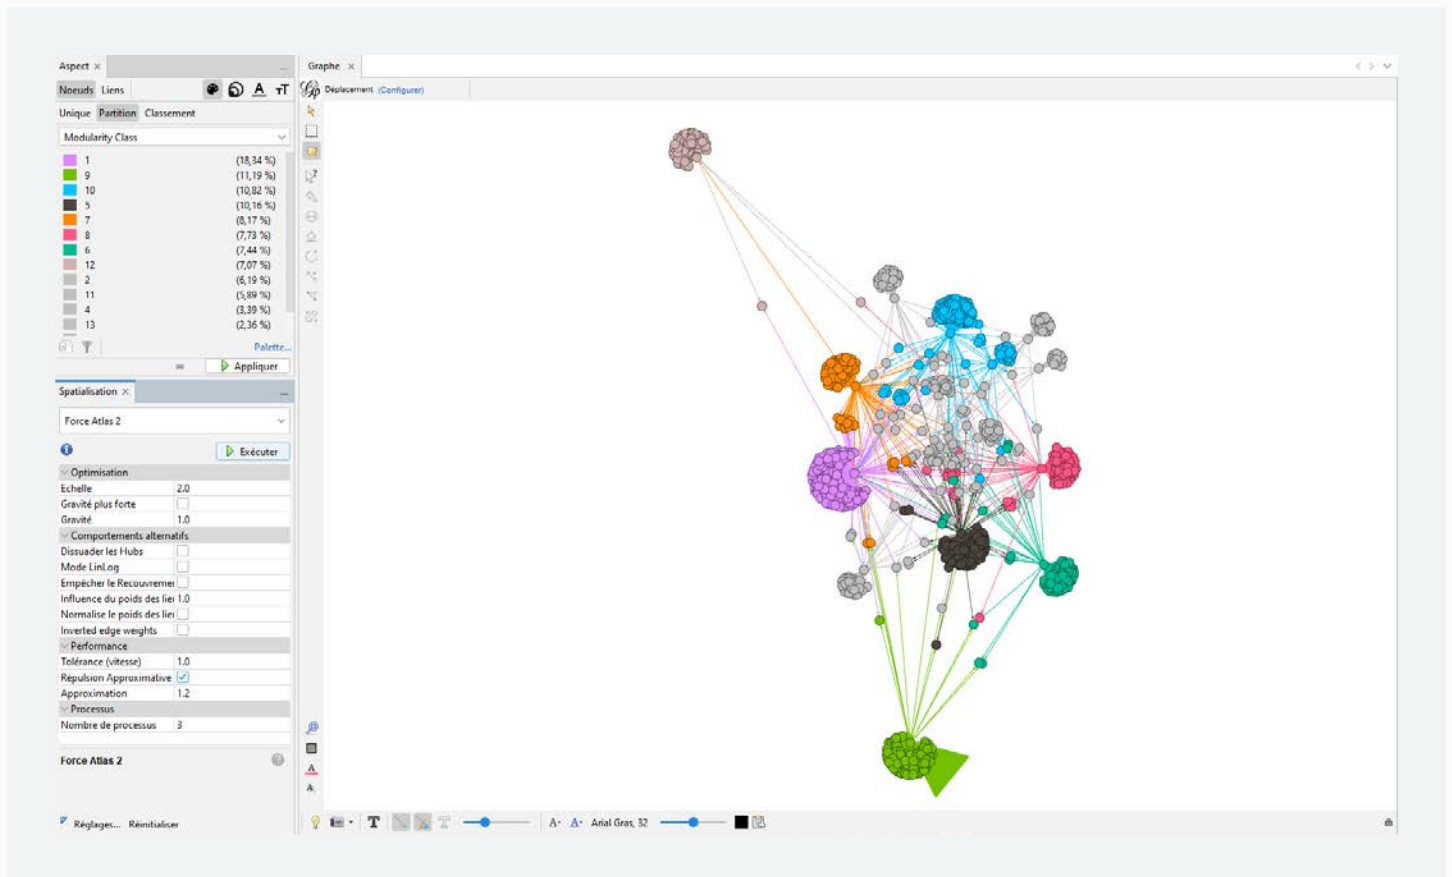 Aspect ×
Noeuds Liens A тT
Unique Partition Classement
Modularity Class
1 (18,34 %)
9 (11,19 %)
10 (10,82 %)
5 (10,16 %)
7 (8,17 %)
8 (7,73 %)
6 (7,44 %)
12 (7,07 %)
2 (6,19 %)
11 (5,89 %)
4 (3,39 %)
13 (2,36 %)
Palette...
Appliquer
Spatialisation ×
Force Atlas 2
Exécuter
Optimisation
Echelle 2.0
Gravité plus forte
Gravité 1.0
Comportements alternatifs
Dissuader les Hubs
Mode LinLog
Empêcher le Recouvremer
Influence du poids des lie 1.0
Normalise le poids des lie
Inverted edge weights
Performance
Tolérance (vitesse) 1.0
Répulsion Approximative
Approximation 1.2
Processus
Nombre de processus 3
Force Atlas 2
Réglages... Réinitialiser
Graphe ×
Déplacement (Configurer)
A
A
T T A- A- Arial Gras, 32